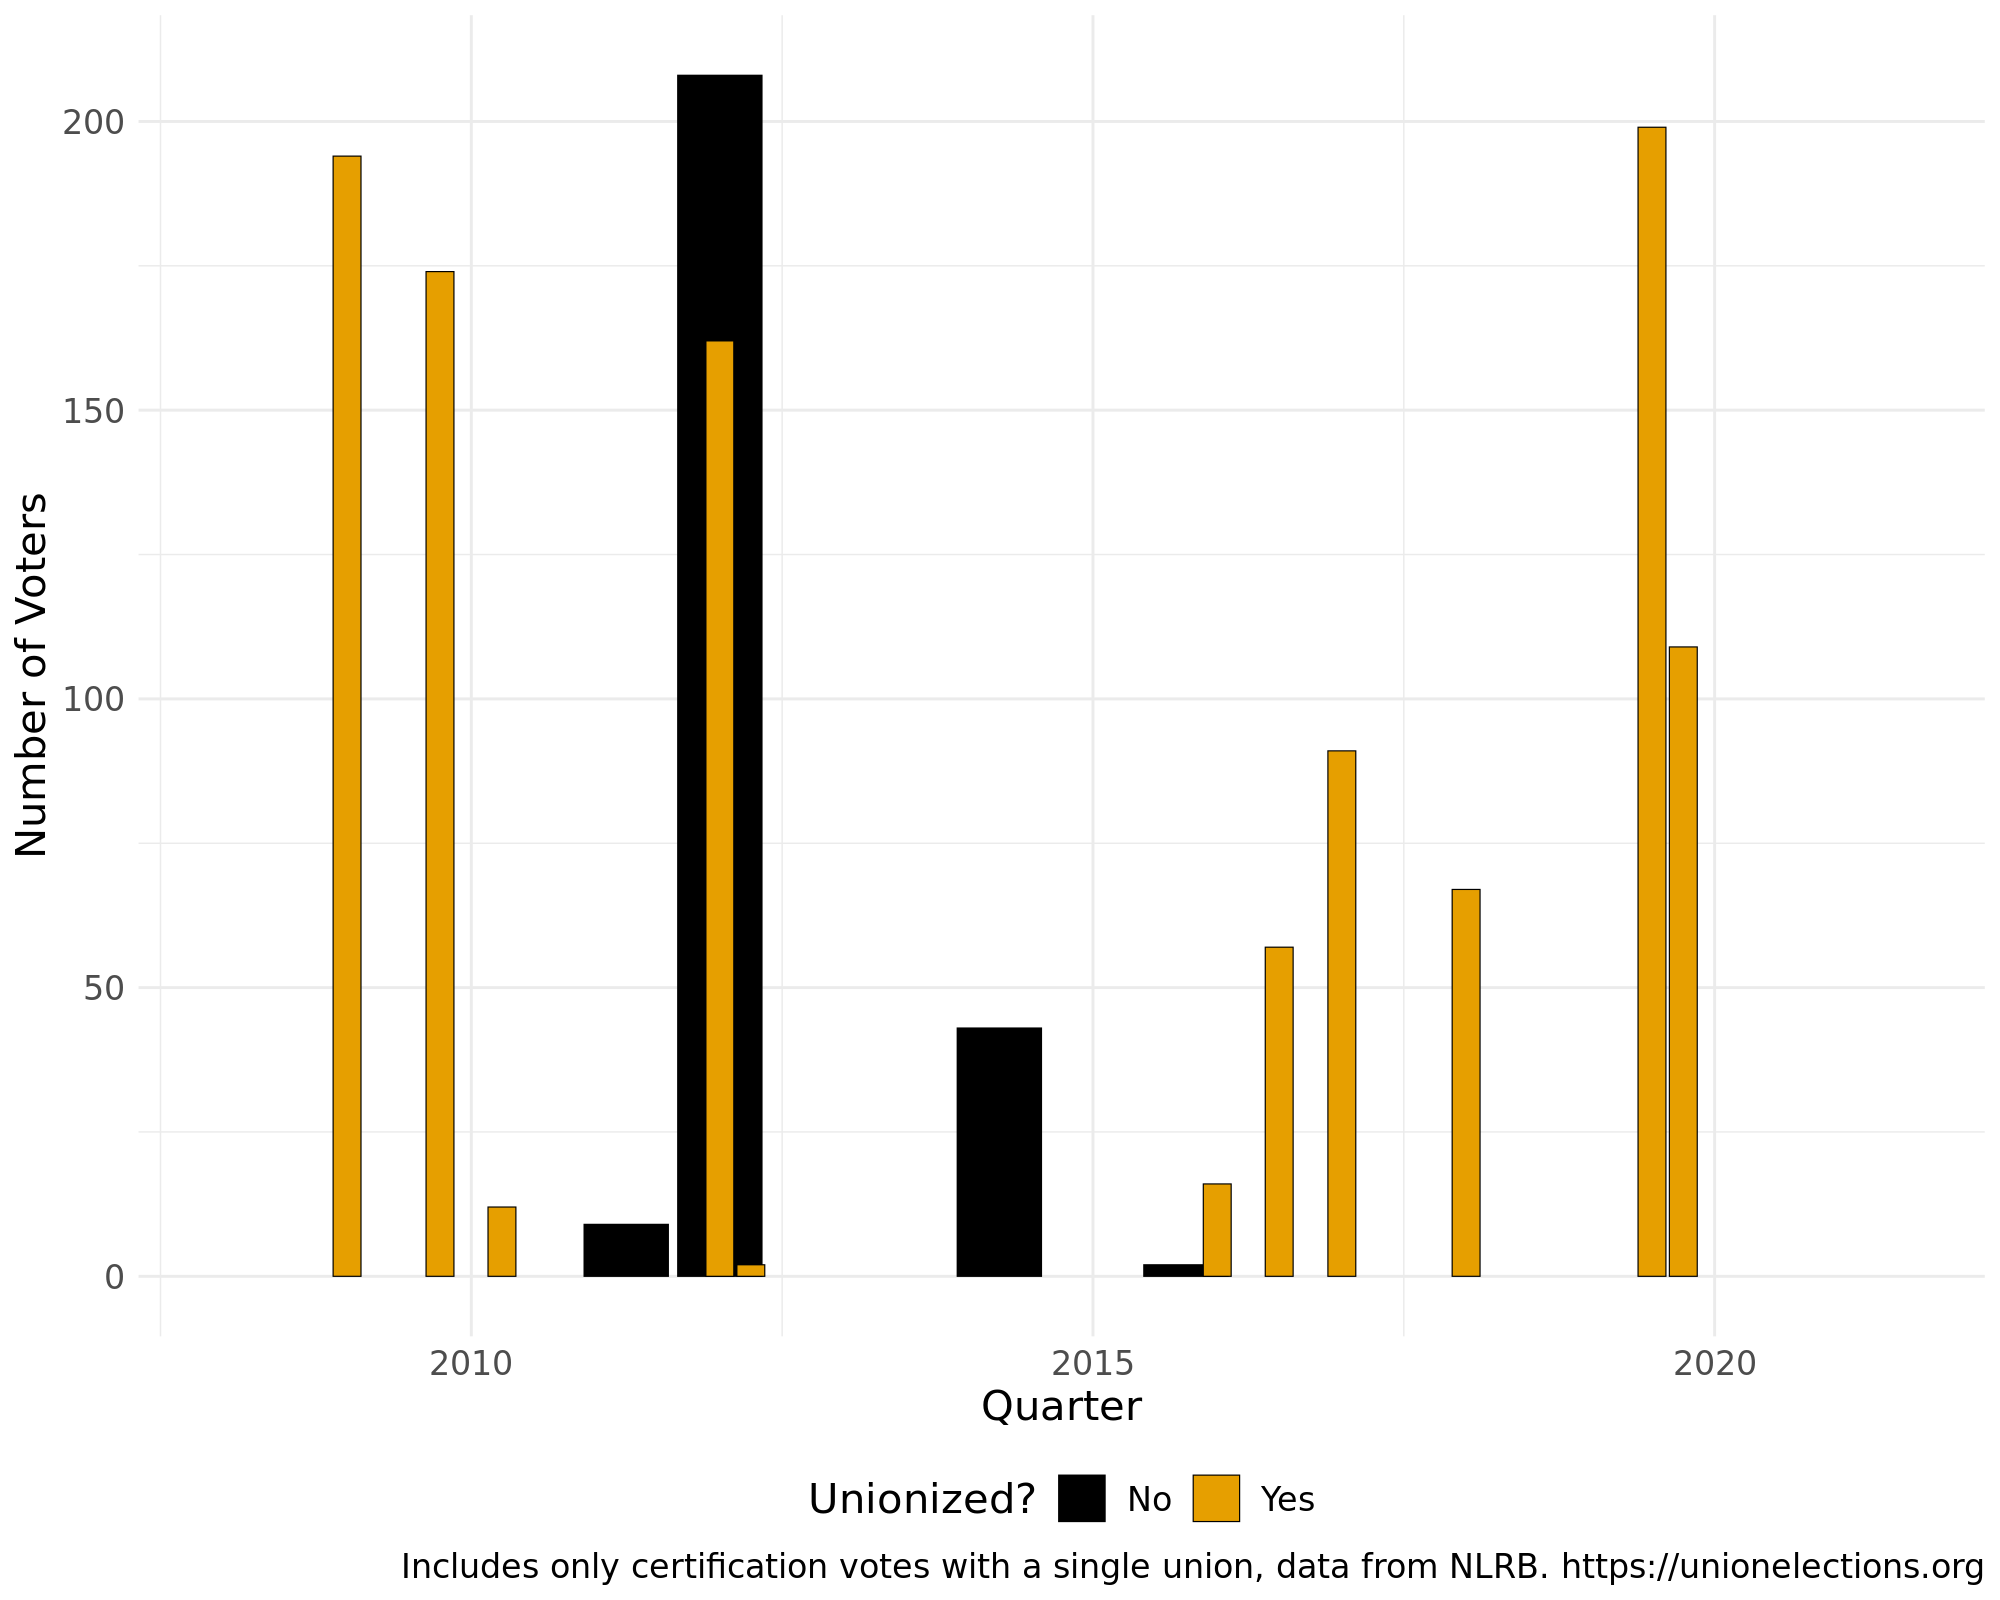 200
150
100
50
0
Number of Voters
2010 2015 2020
Quarter
Unionized? No Yes
Includes only certification votes with a single union, data from NLRB. https://unionelections.org